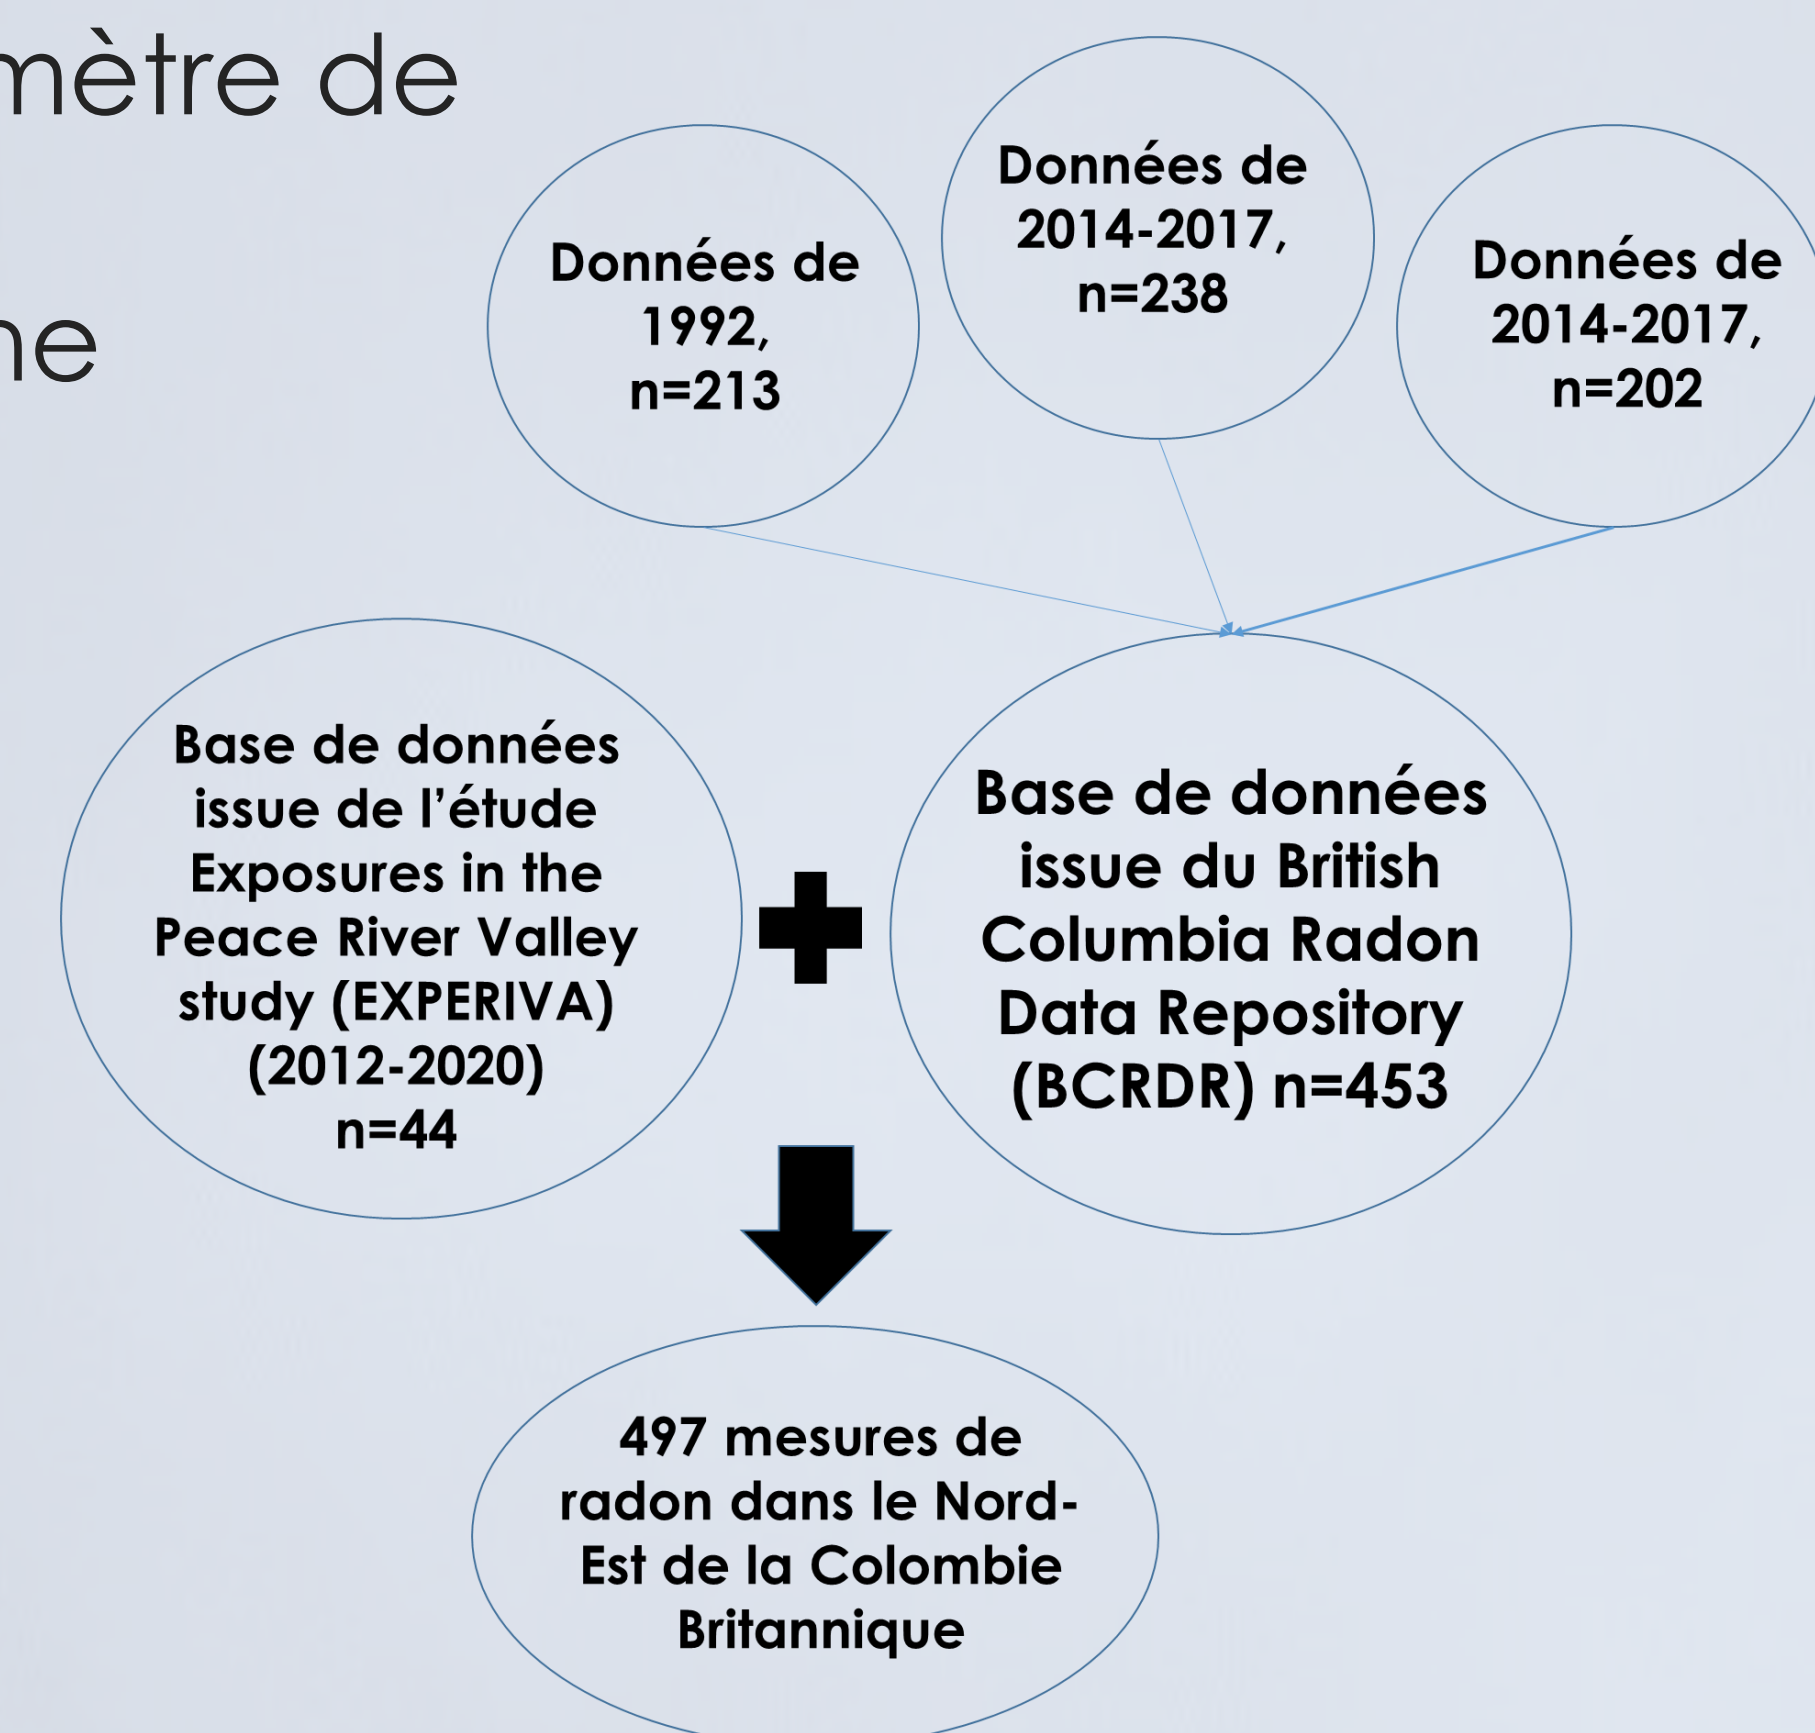 mètre de
ne
Données de
1992,
n=213
Données de
2014-2017,
n=238
Données de
2014-2017,
n=202
Base de données
issue de l’étude
Exposures in the
Peace River Valley
study (EXPERIVA)
(2012-2020)
n=44
Base de données
issue du British
Columbia Radon
Data Repository
(BCRDR) n=453
497 mesures de
radon dans le Nord-
Est de la Colombie
Britannique